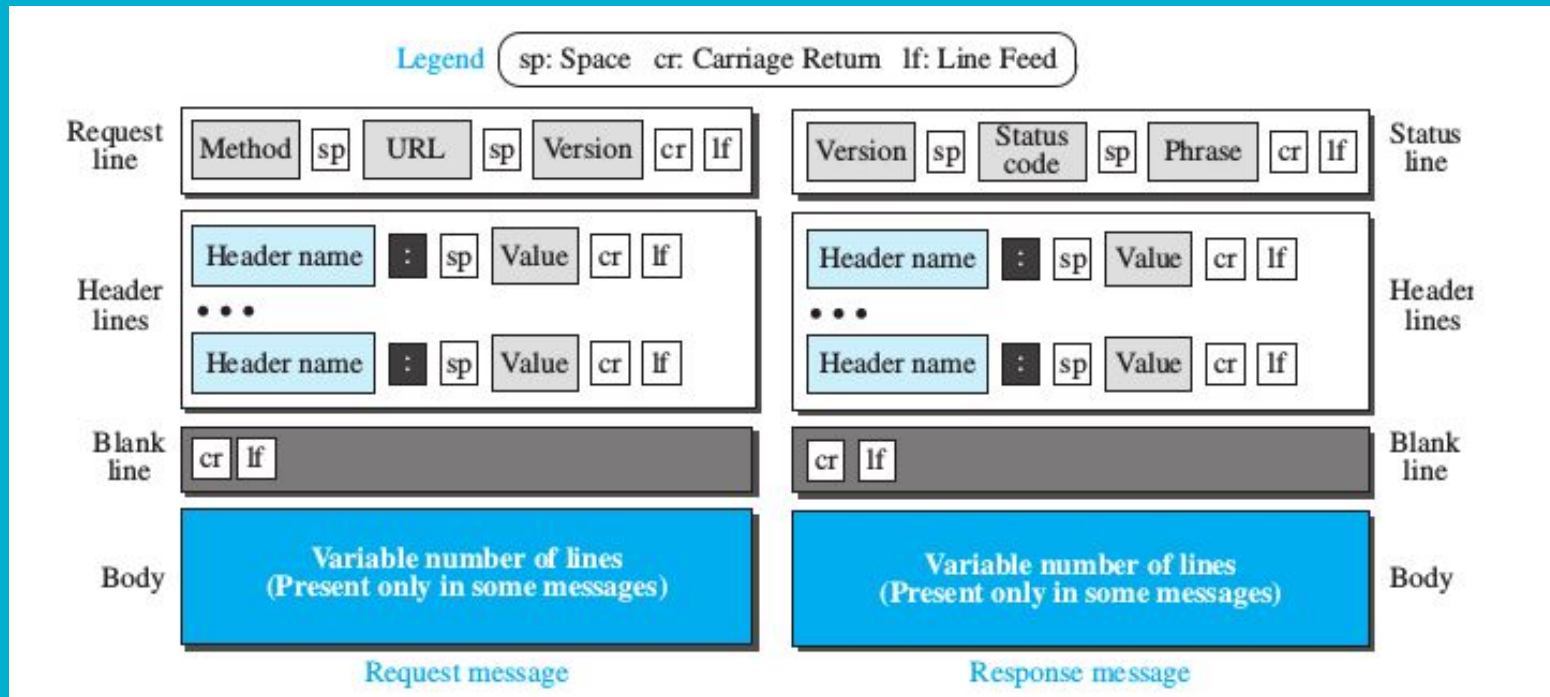 Legend sp: Space cr: Carriage Return lf: Line Feed
Request
line
Method sp URL sp Version cr lf
Header
lines
Header name : sp Value cr lf
• • •
Header name : sp Value cr lf
Blank
line
cr lf
Body
Variable number of lines
(Present only in some messages)
Request message
Version sp Status
code sp Phrase cr lf
Status
line
Header name : sp Value cr lf
• • •
Header name : sp Value cr lf
Header
lines
cr lf
Blank
line
Variable number of lines
(Present only in some messages)
Body
Response message